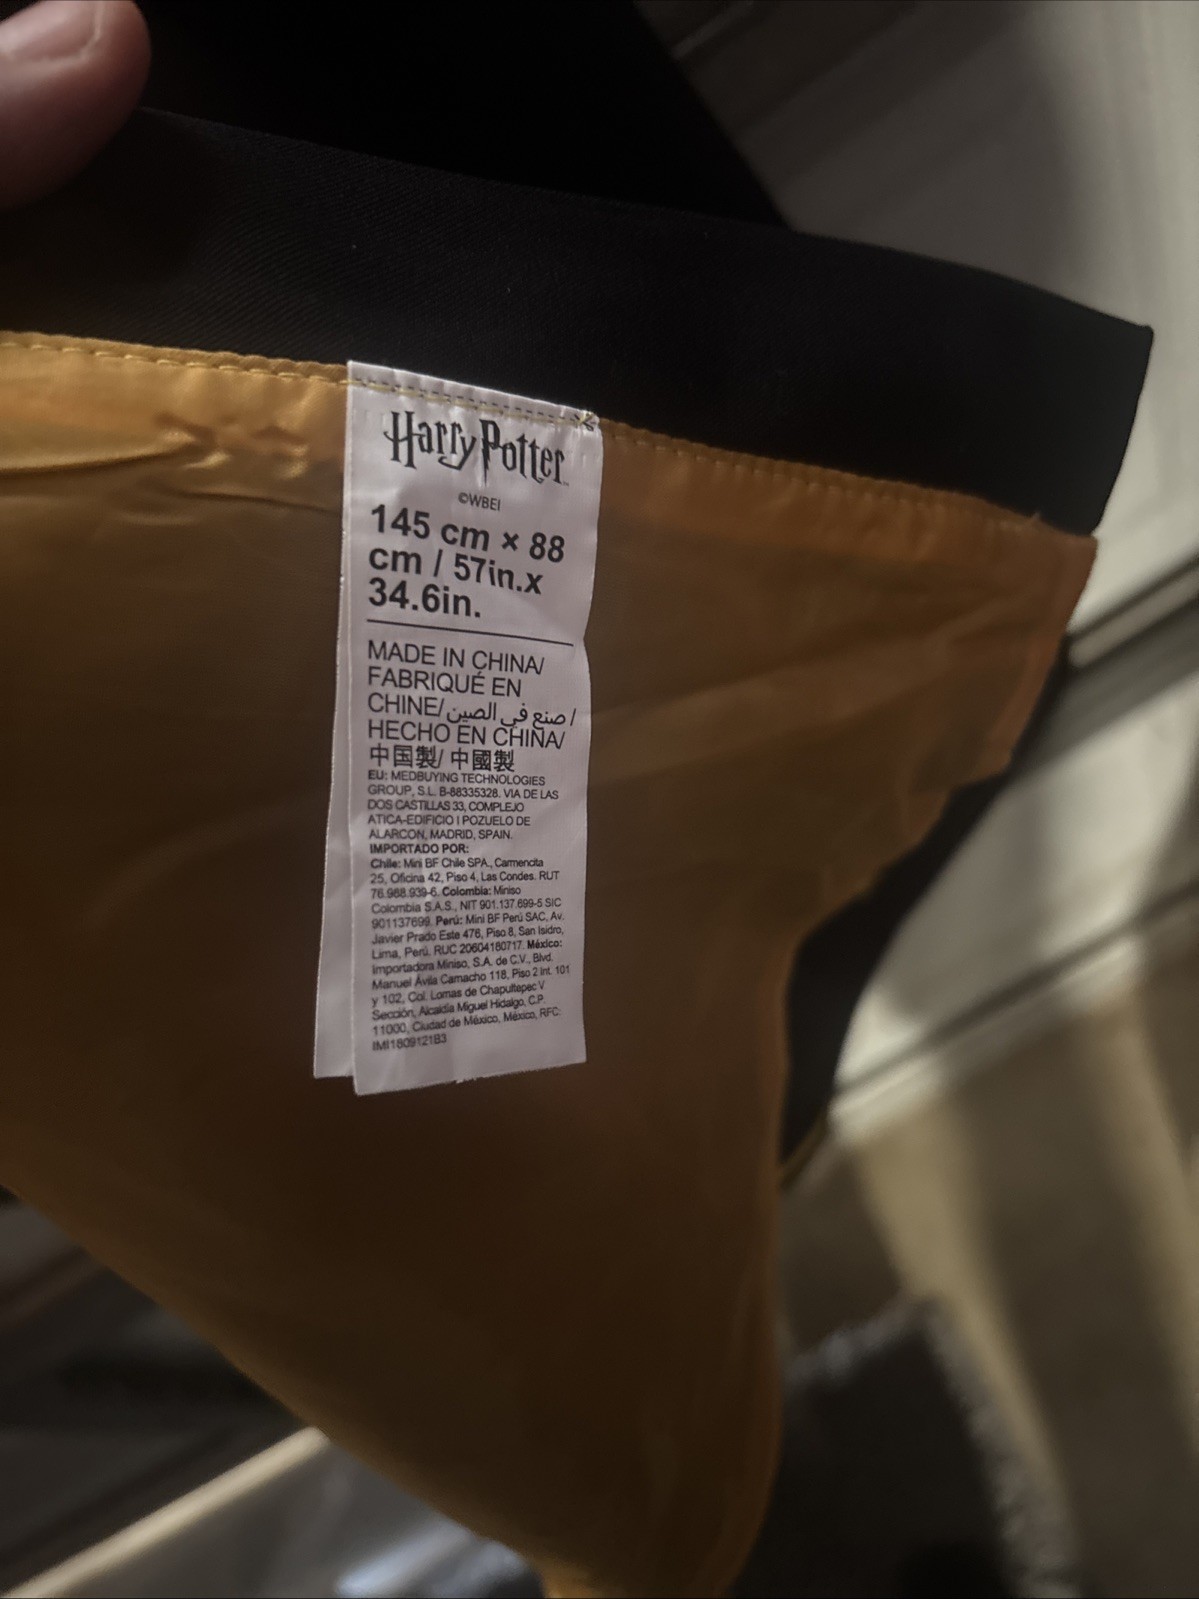 Harry Potter
©WBEI
145 cm × 88
cm / 57in.x
34.6in.
MADE IN CHINA/
FABRIQUÉ EN
CHINE/ صنع في الصين /
HECHO EN CHINA/
中国製/ 中國製
EU: MEDBUYING TECHNOLOGIES
GROUP, S.L. B-88335328. VIA DE LAS
DOS CASTILLAS 33, COMPLEJO
ATICA-EDIFICIO I POZUELO DE
ALARCON, MADRID, SPAIN.
IMPORTADO POR:
Chile: Mini BF Chile SPA., Carmencita
25, Oficina 42, Piso 4, Las Condes. RUT
76.988.939-6. Colombia: Miniso
Colombia S.A.S., NIT 901.137.699-5 SIC
901137699. Perú: Mini BF Perú SAC, Av.
Javier Prado Este 476, Piso 8, San Isidro,
Lima, Perú. RUC 20604180717. México:
Importadora Miniso, S.A. de C.V., Blvd.
Manuel Ávila Camacho 118, Piso 2 Int. 101
y 102, Col. Lomas de Chapultepec V
Sección, Alcaldía Miguel Hidalgo, C.P.
11000, Ciudad de México, México, RFC:
IMI1809121B3